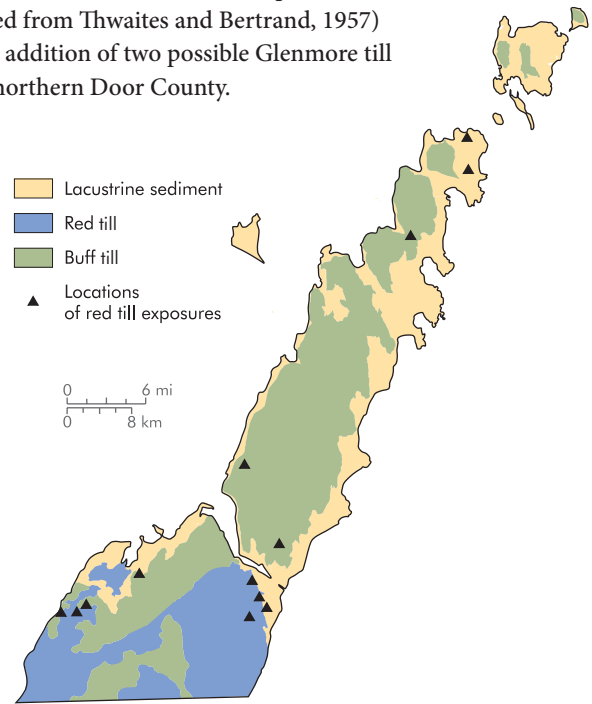 ed from Thwaites and Bertrand, 1957)
addition of two possible Glenmore till
northern Door County.
Lacustrine sediment
Red till
Buff till
Locations
of red till exposures
0 6 mi
0 8 km